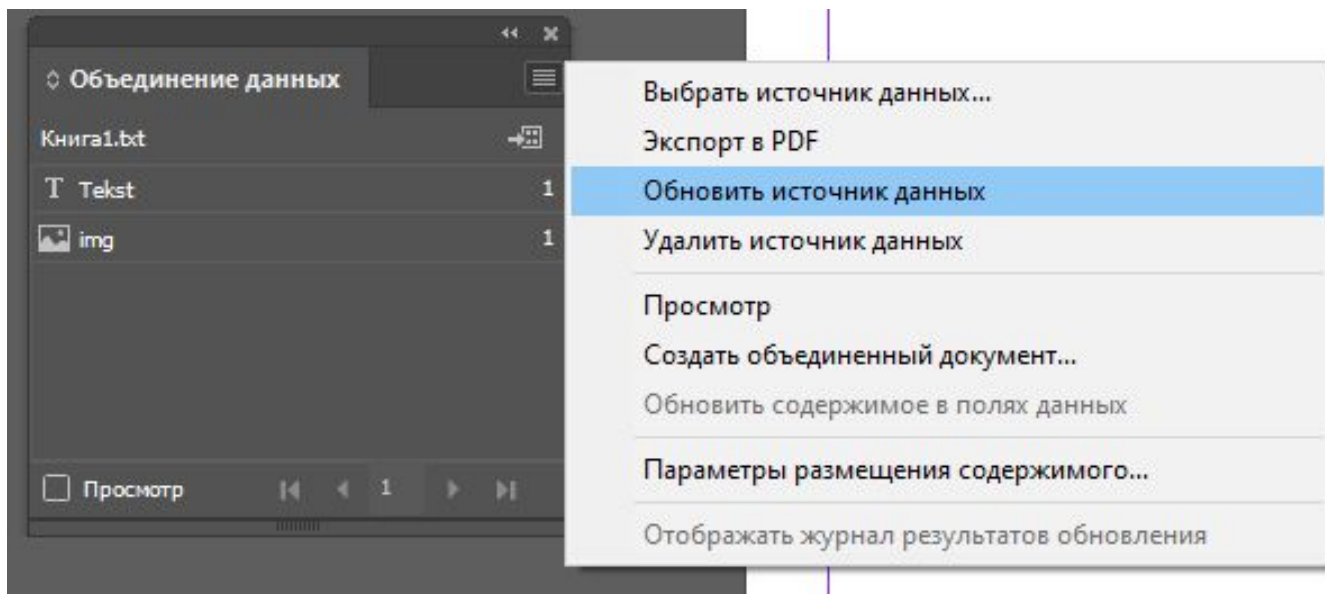 Объединение данных
Книга1.txt
T Tekst 1
img 1
Просмотр 1
Выбрать источник данных...
Экспорт в PDF
Обновить источник данных
Удалить источник данных
Просмотр
Создать объединенный документ...
Обновить содержимое в полях данных
Параметры размещения содержимого...
Отображать журнал результатов обновления